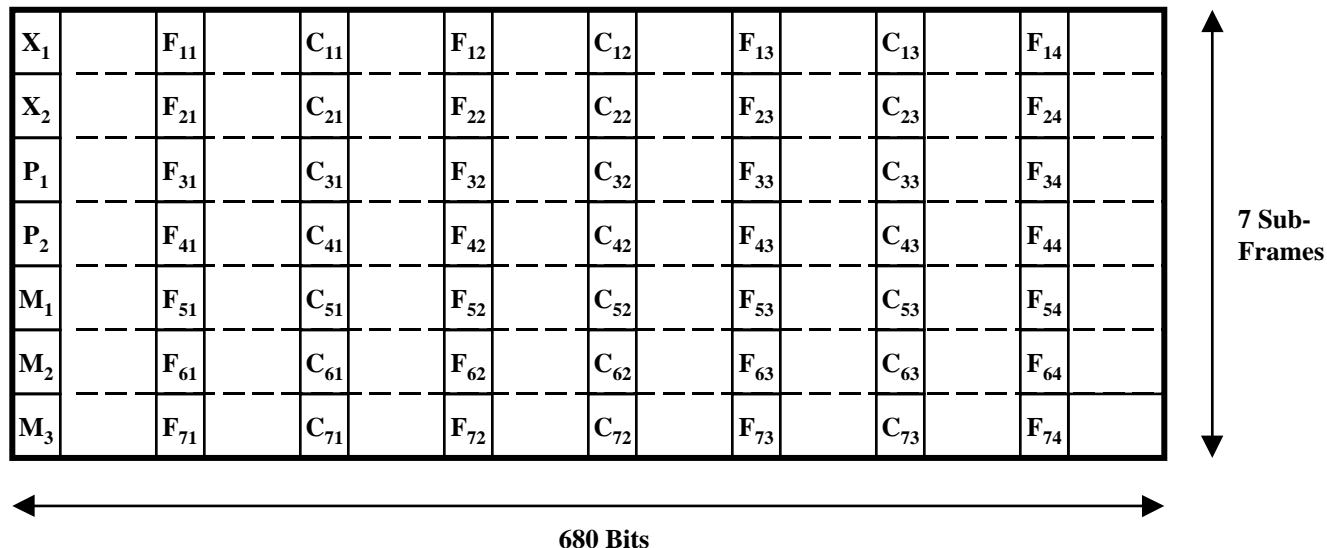 X₁ F₁₁ C₁₁ F₁₂ C₁₂ F₁₃ C₁₃ F₁₄
X₂ F₂₁ C₂₁ F₂₂ C₂₂ F₂₃ C₂₃ F₂₄
P₁ F₃₁ C₃₁ F₃₂ C₃₂ F₃₃ C₃₃ F₃₄
P₂ F₄₁ C₄₁ F₄₂ C₄₂ F₄₃ C₄₃ F₄₄
M₁ F₅₁ C₅₁ F₅₂ C₅₂ F₅₃ C₅₃ F₅₄
M₂ F₆₁ C₆₁ F₆₂ C₆₂ F₆₃ C₆₃ F₆₄
M₃ F₇₁ C₇₁ F₇₂ C₇₂ F₇₃ C₇₃ F₇₄
7 Sub-
Frames
680 Bits